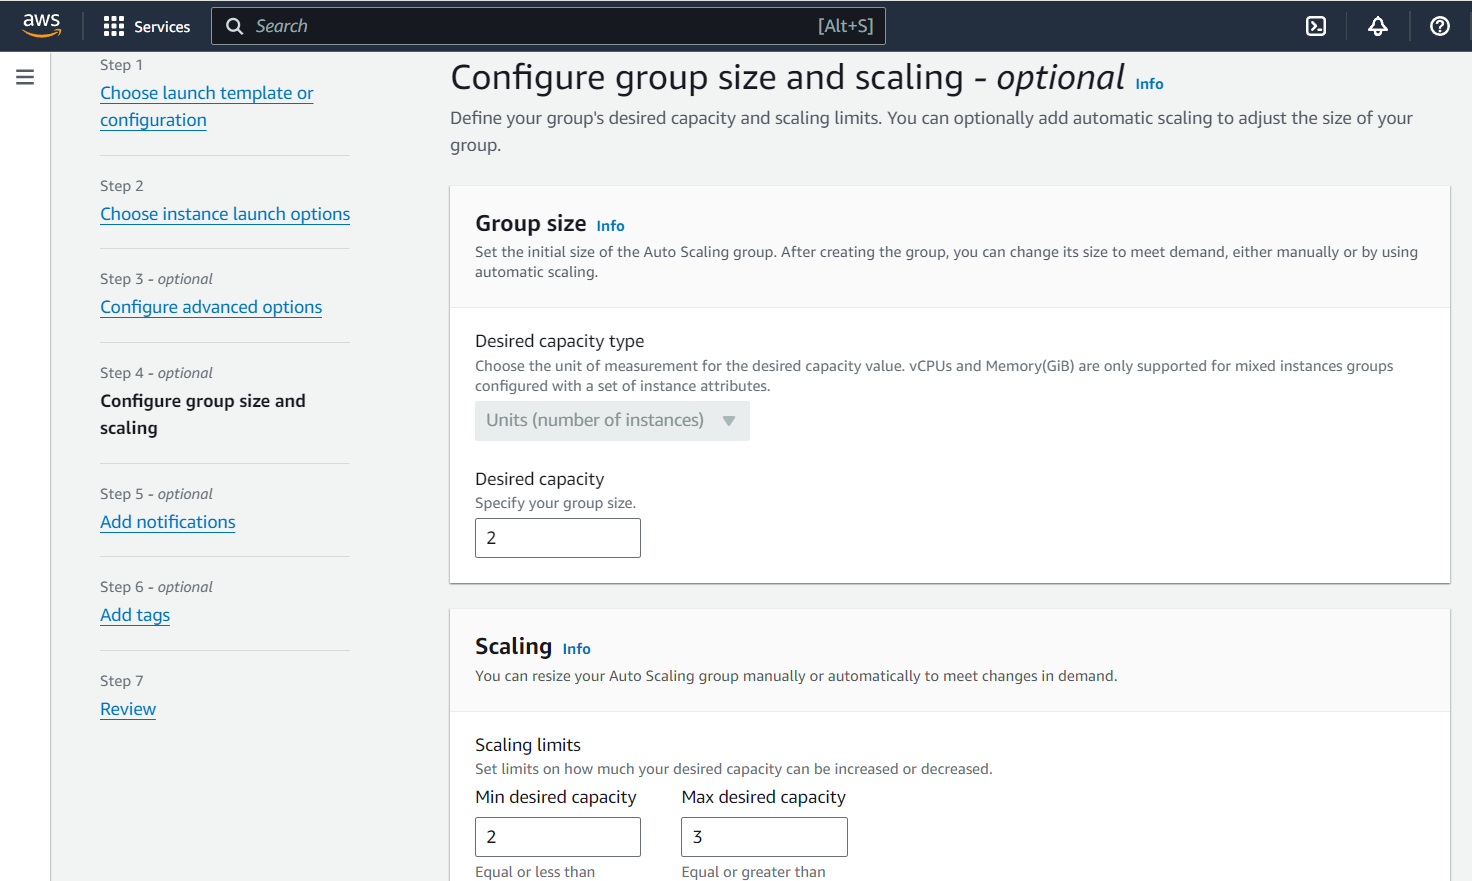 aws
Services
Search
[Alt+S]
Step 1
Choose launch template or
configuration
Step 2
Choose instance launch options
Step 3 - optional
Configure advanced options
Step 4 - optional
Configure group size and
scaling
Step 5 - optional
Add notifications
Step 6 - optional
Add tags
Step 7
Review
Configure group size and scaling - optional Info
Define your group's desired capacity and scaling limits. You can optionally add automatic scaling to adjust the size of your
group.
Group size Info
Set the initial size of the Auto Scaling group. After creating the group, you can change its size to meet demand, either manually or by using
automatic scaling.
Desired capacity type
Choose the unit of measurement for the desired capacity value. vCPUs and Memory(GiB) are only supported for mixed instances groups
configured with a set of instance attributes.
Units (number of instances)
Desired capacity
Specify your group size.
2
Scaling Info
You can resize your Auto Scaling group manually or automatically to meet changes in demand.
Scaling limits
Set limits on how much your desired capacity can be increased or decreased.
Min desired capacity Max desired capacity
2 3
Equal or less than Equal or greater than